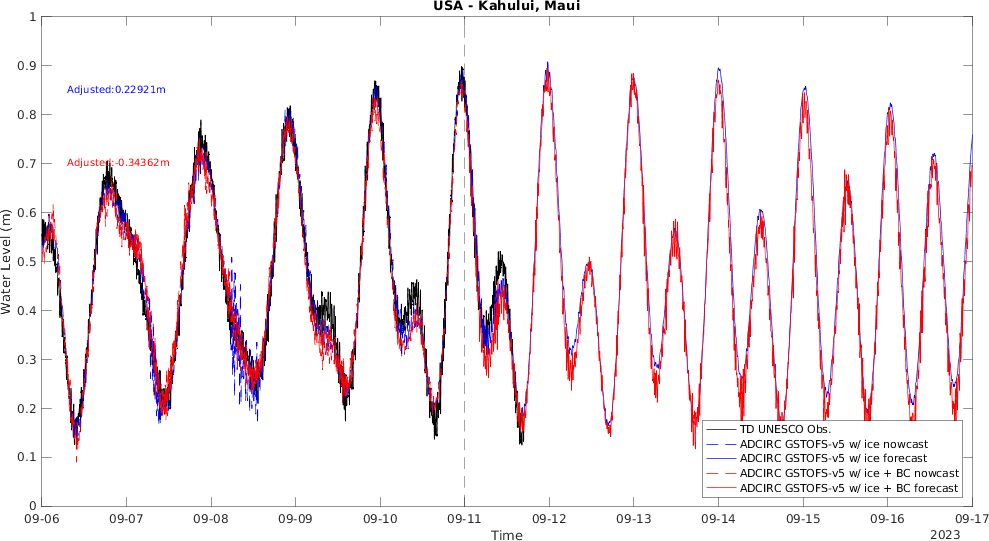 USA - Kahului, Maui
1
0.9
0.8
0.7
0.6
0.5
0.4
0.3
0.2
0.1
0
Water Level (m)
Adjusted:0.22921m
Adjusted:-0.34362m
TD UNESCO Obs.
ADCIRC GSTOFS-v5 w/ ice nowcast
ADCIRC GSTOFS-v5 w/ ice forecast
ADCIRC GSTOFS-v5 w/ ice + BC nowcast
ADCIRC GSTOFS-v5 w/ ice + BC forecast
09-06 09-07 09-08 09-09 09-10 09-11 09-12 09-13 09-14 09-15 09-16 09-17
Time
2023